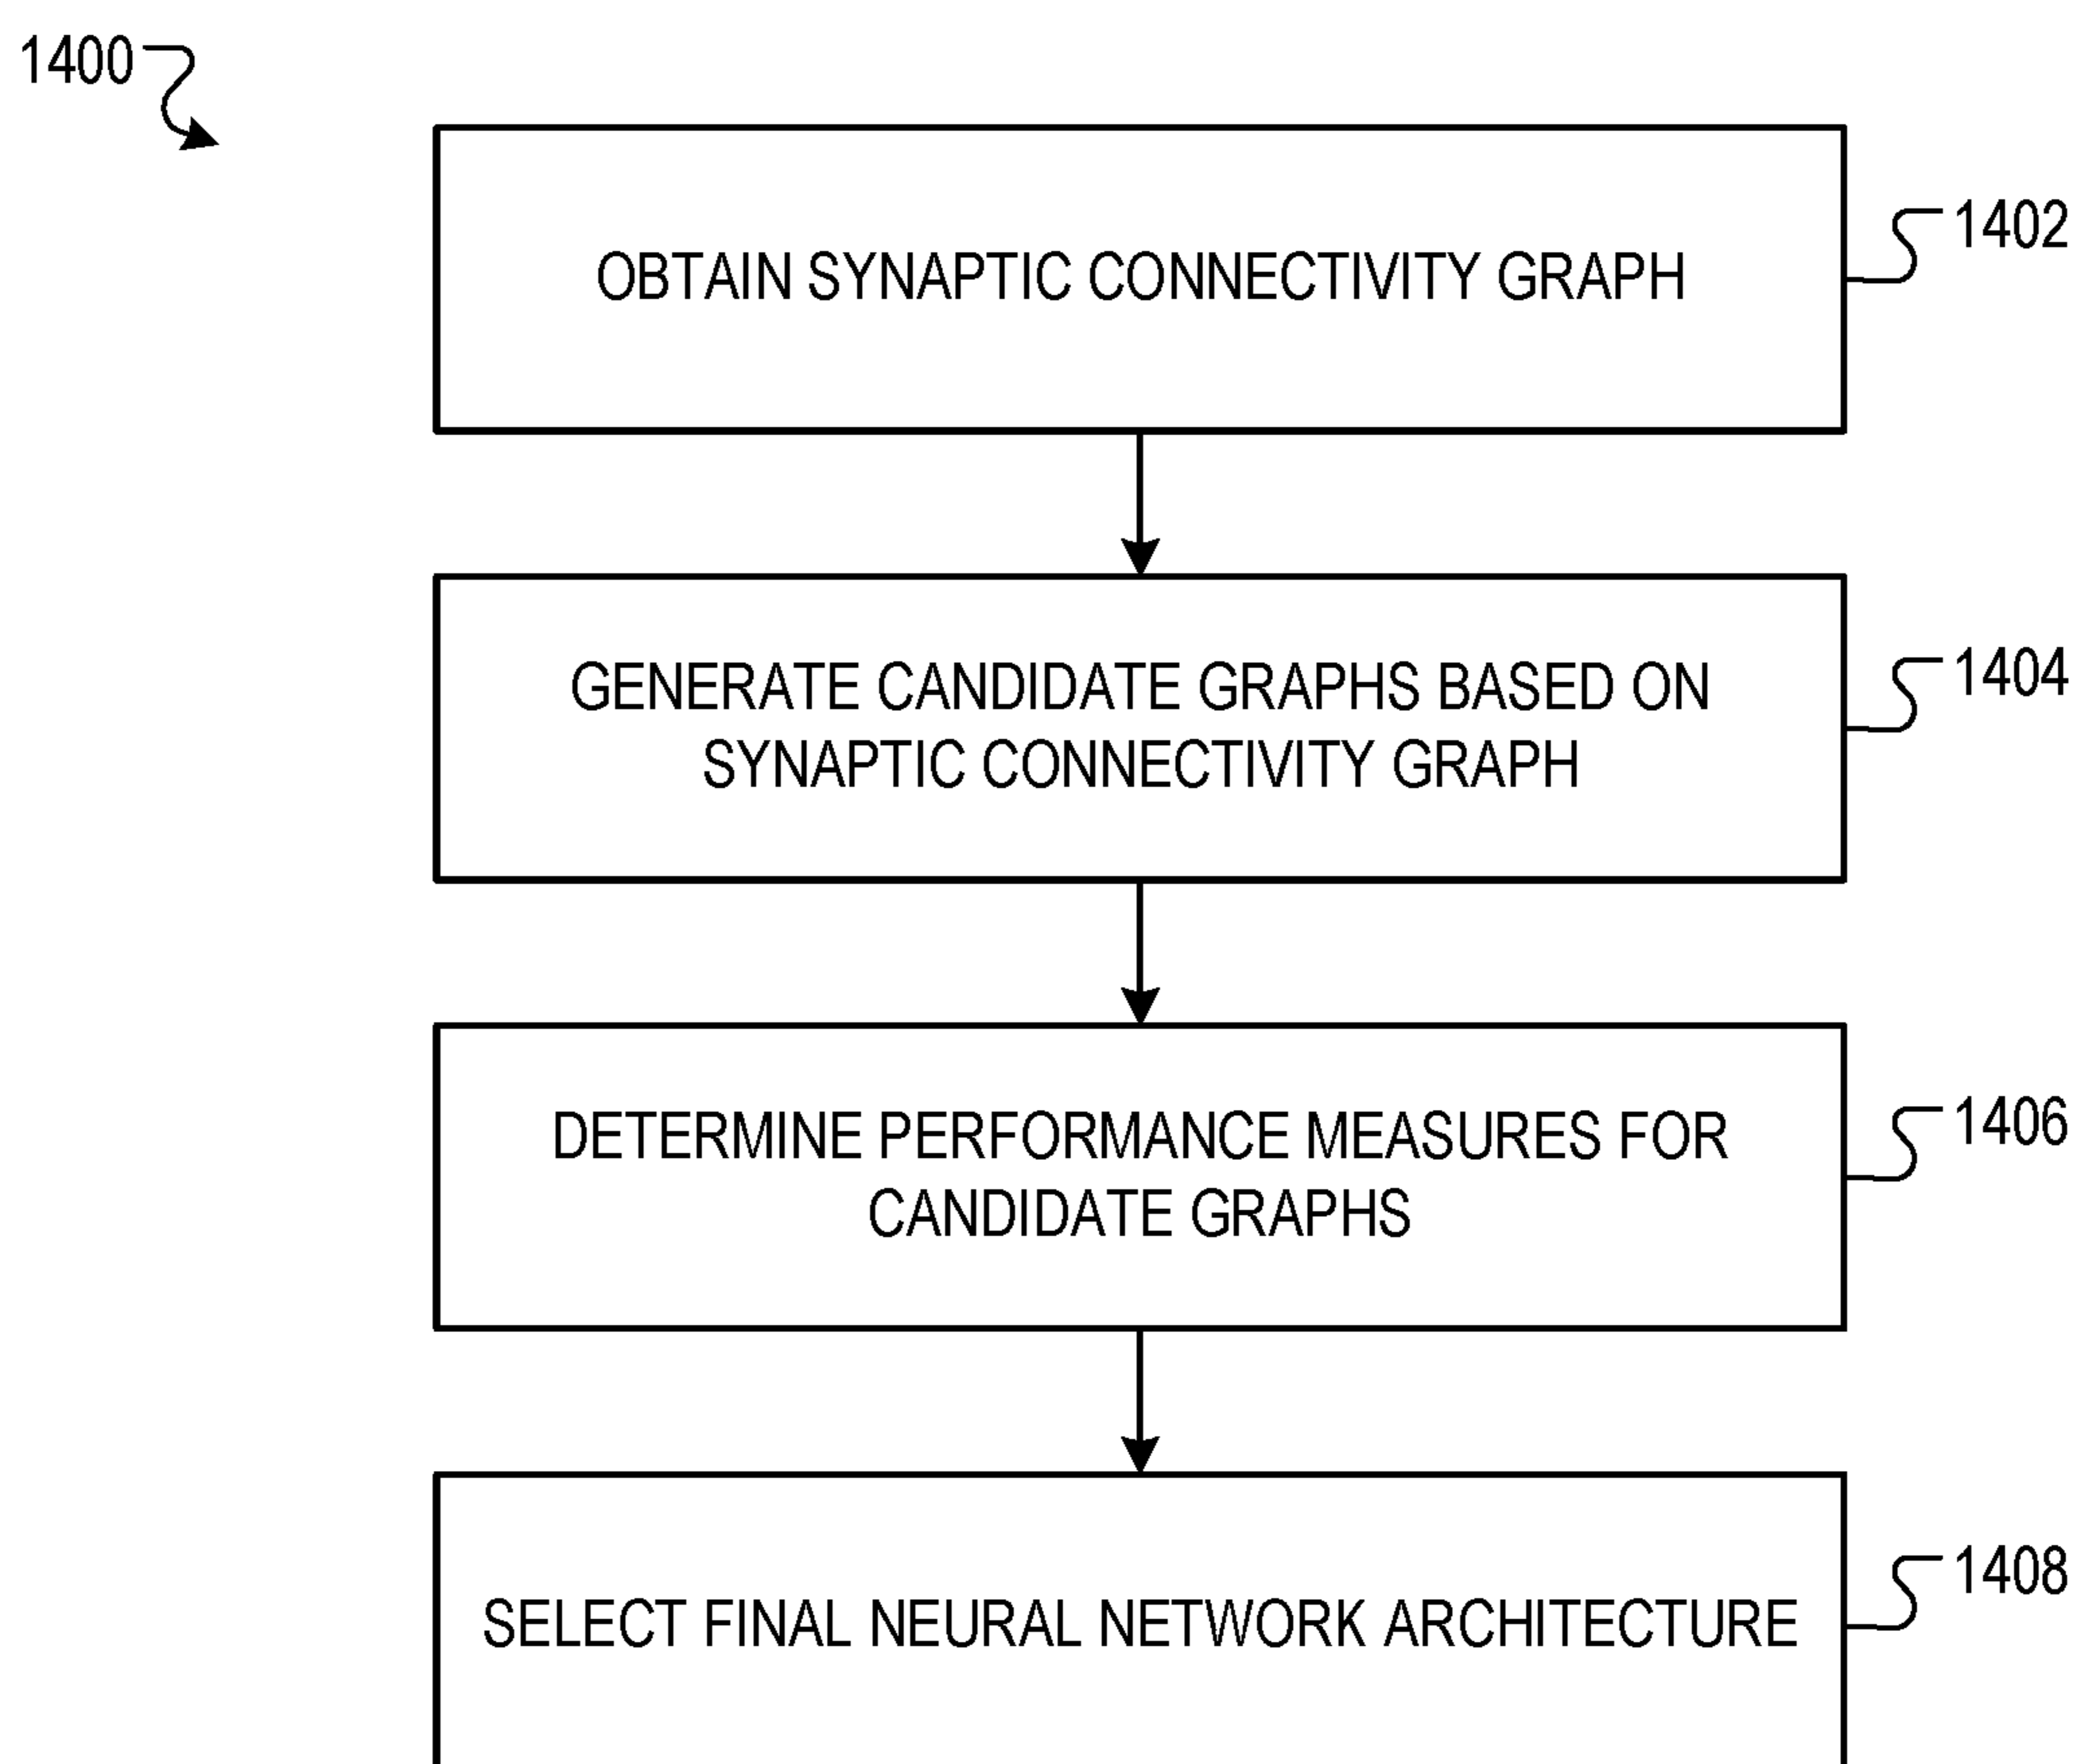 1400
OBTAIN SYNAPTIC CONNECTIVITY GRAPH
1402
GENERATE CANDIDATE GRAPHS BASED ON
SYNAPTIC CONNECTIVITY GRAPH
1404
DETERMINE PERFORMANCE MEASURES FOR
CANDIDATE GRAPHS
1406
SELECT FINAL NEURAL NETWORK ARCHITECTURE
1408